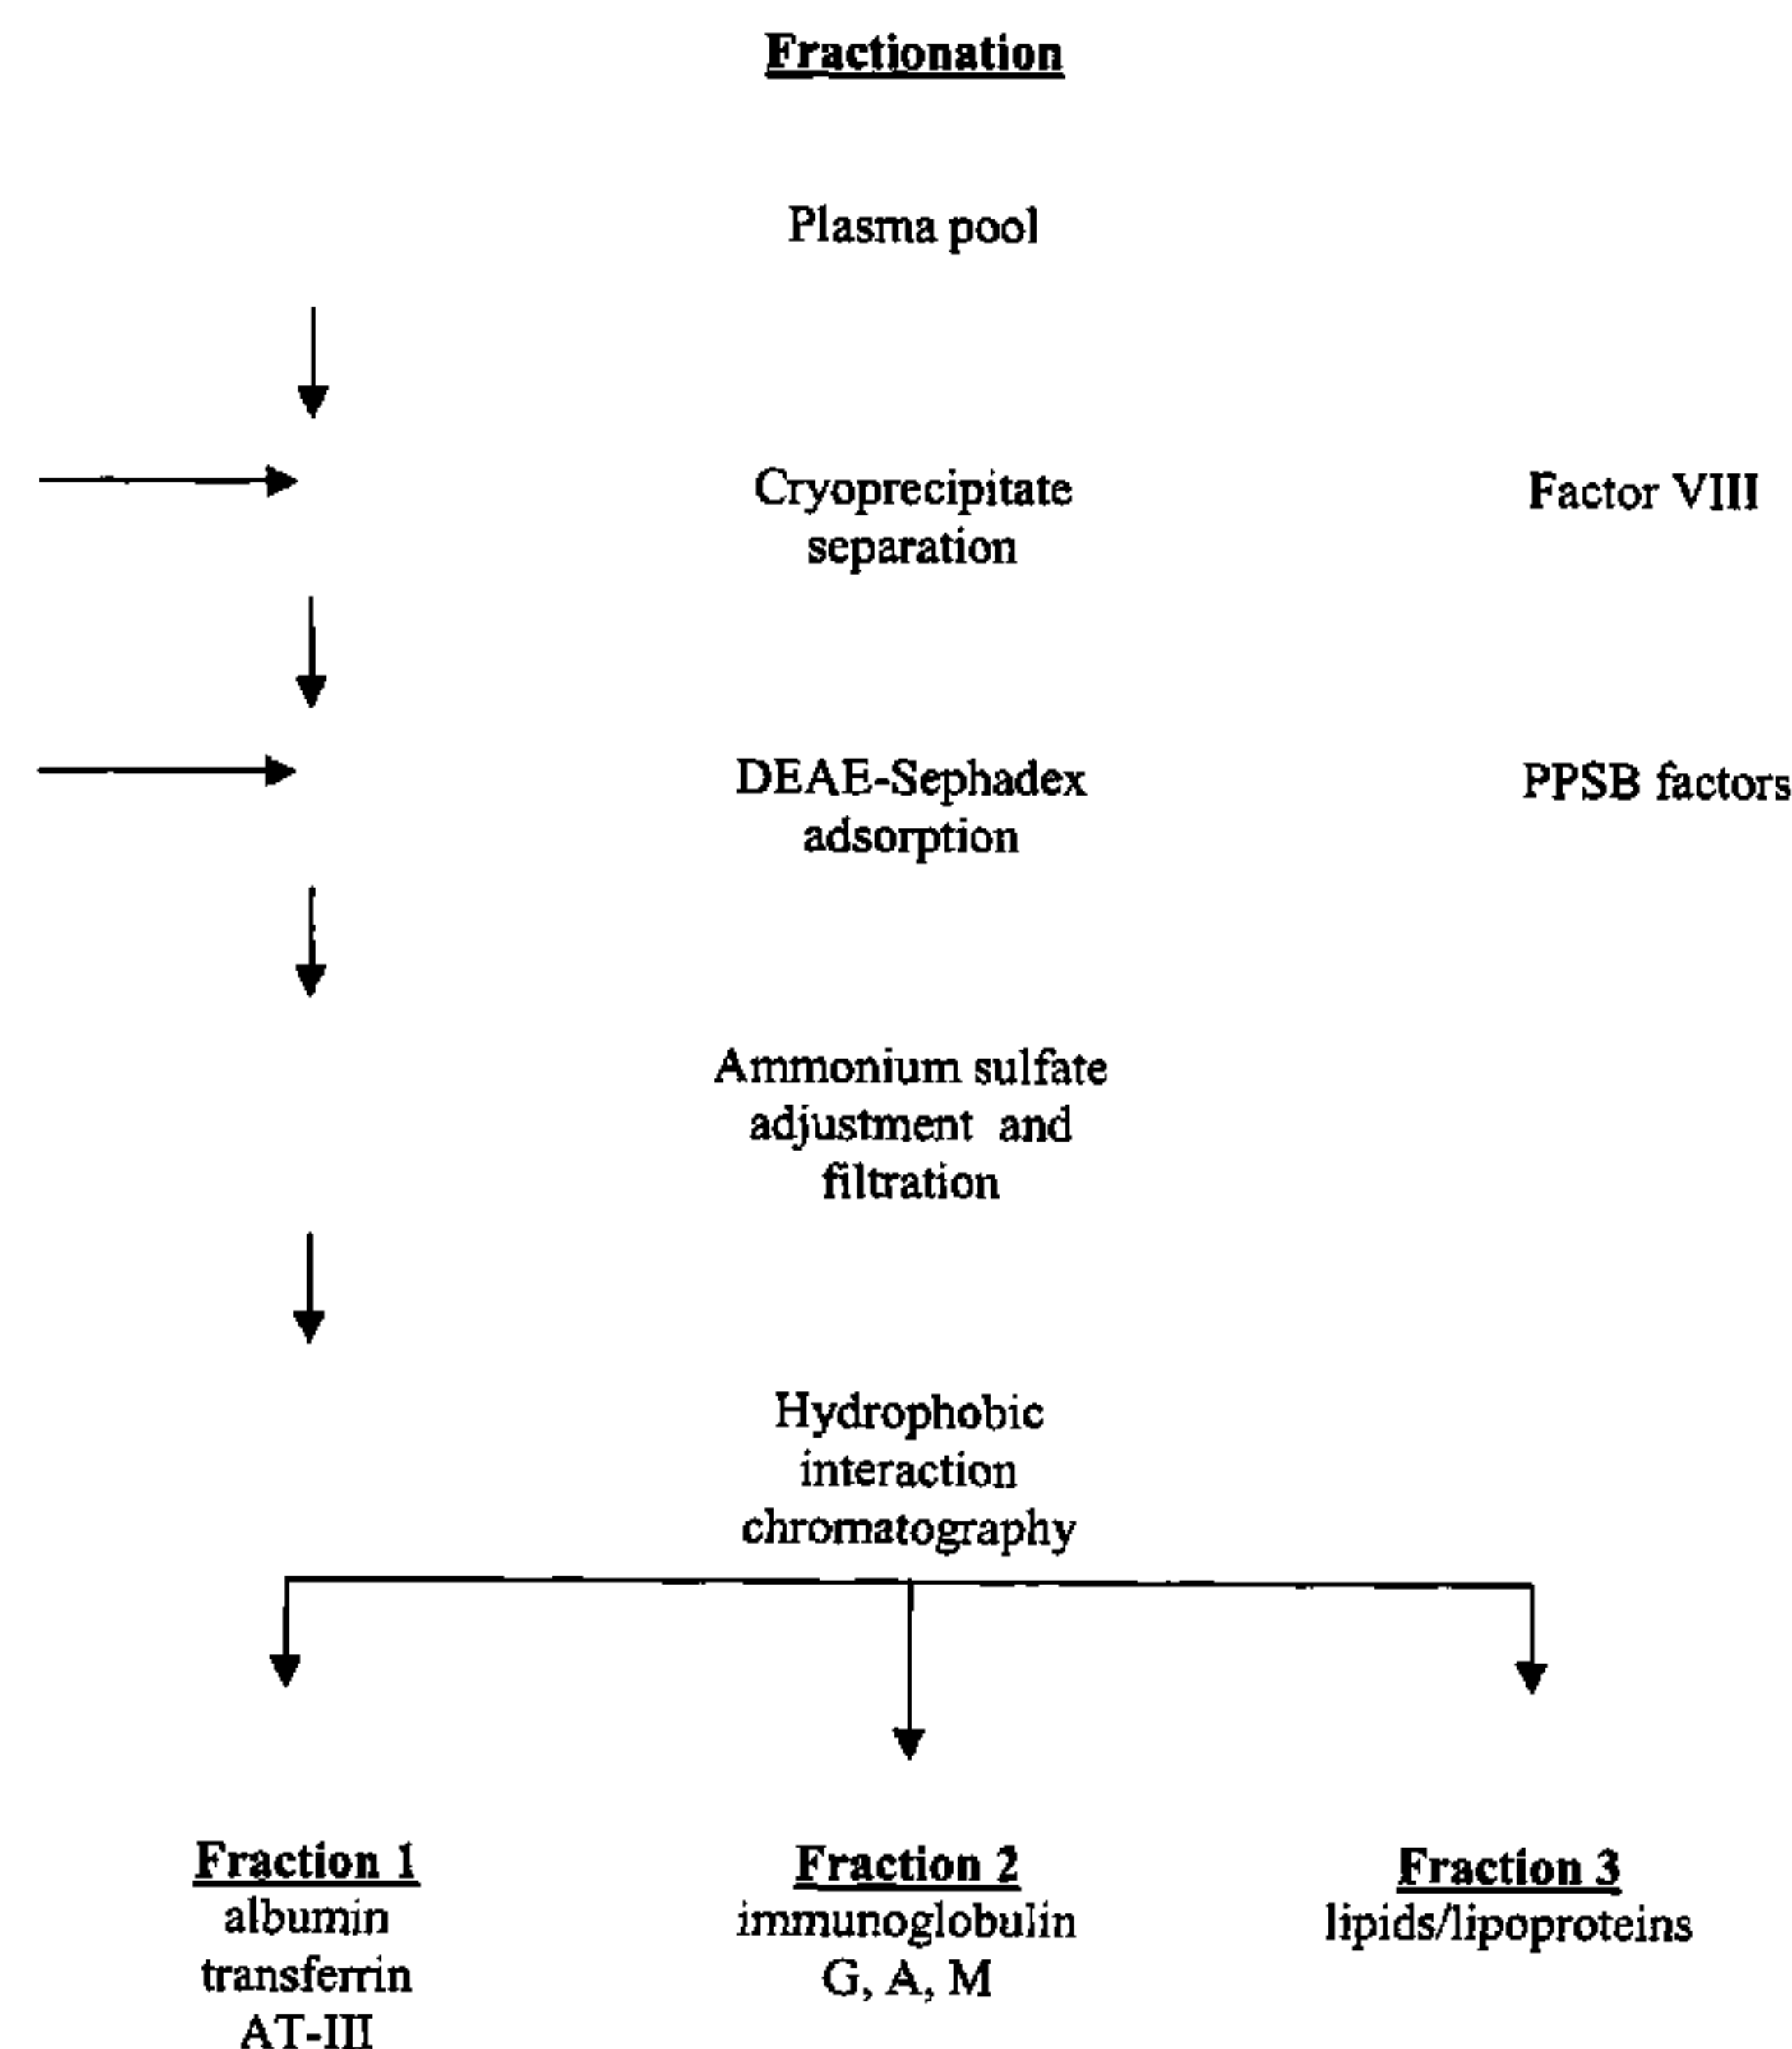 Fractionation
Plasma pool
Cryoprecipitate
separation
Factor VIII
DEAE-Sephadex
adsorption
PPSB factors
Ammonium sulfate
adjustment and
filtration
Hydrophobic
interaction
chromatography
Fraction 1
albumin
transferrin
AT-III
Fraction 2
immunoglobulin
G, A, M
Fraction 3
lipids/lipoproteins